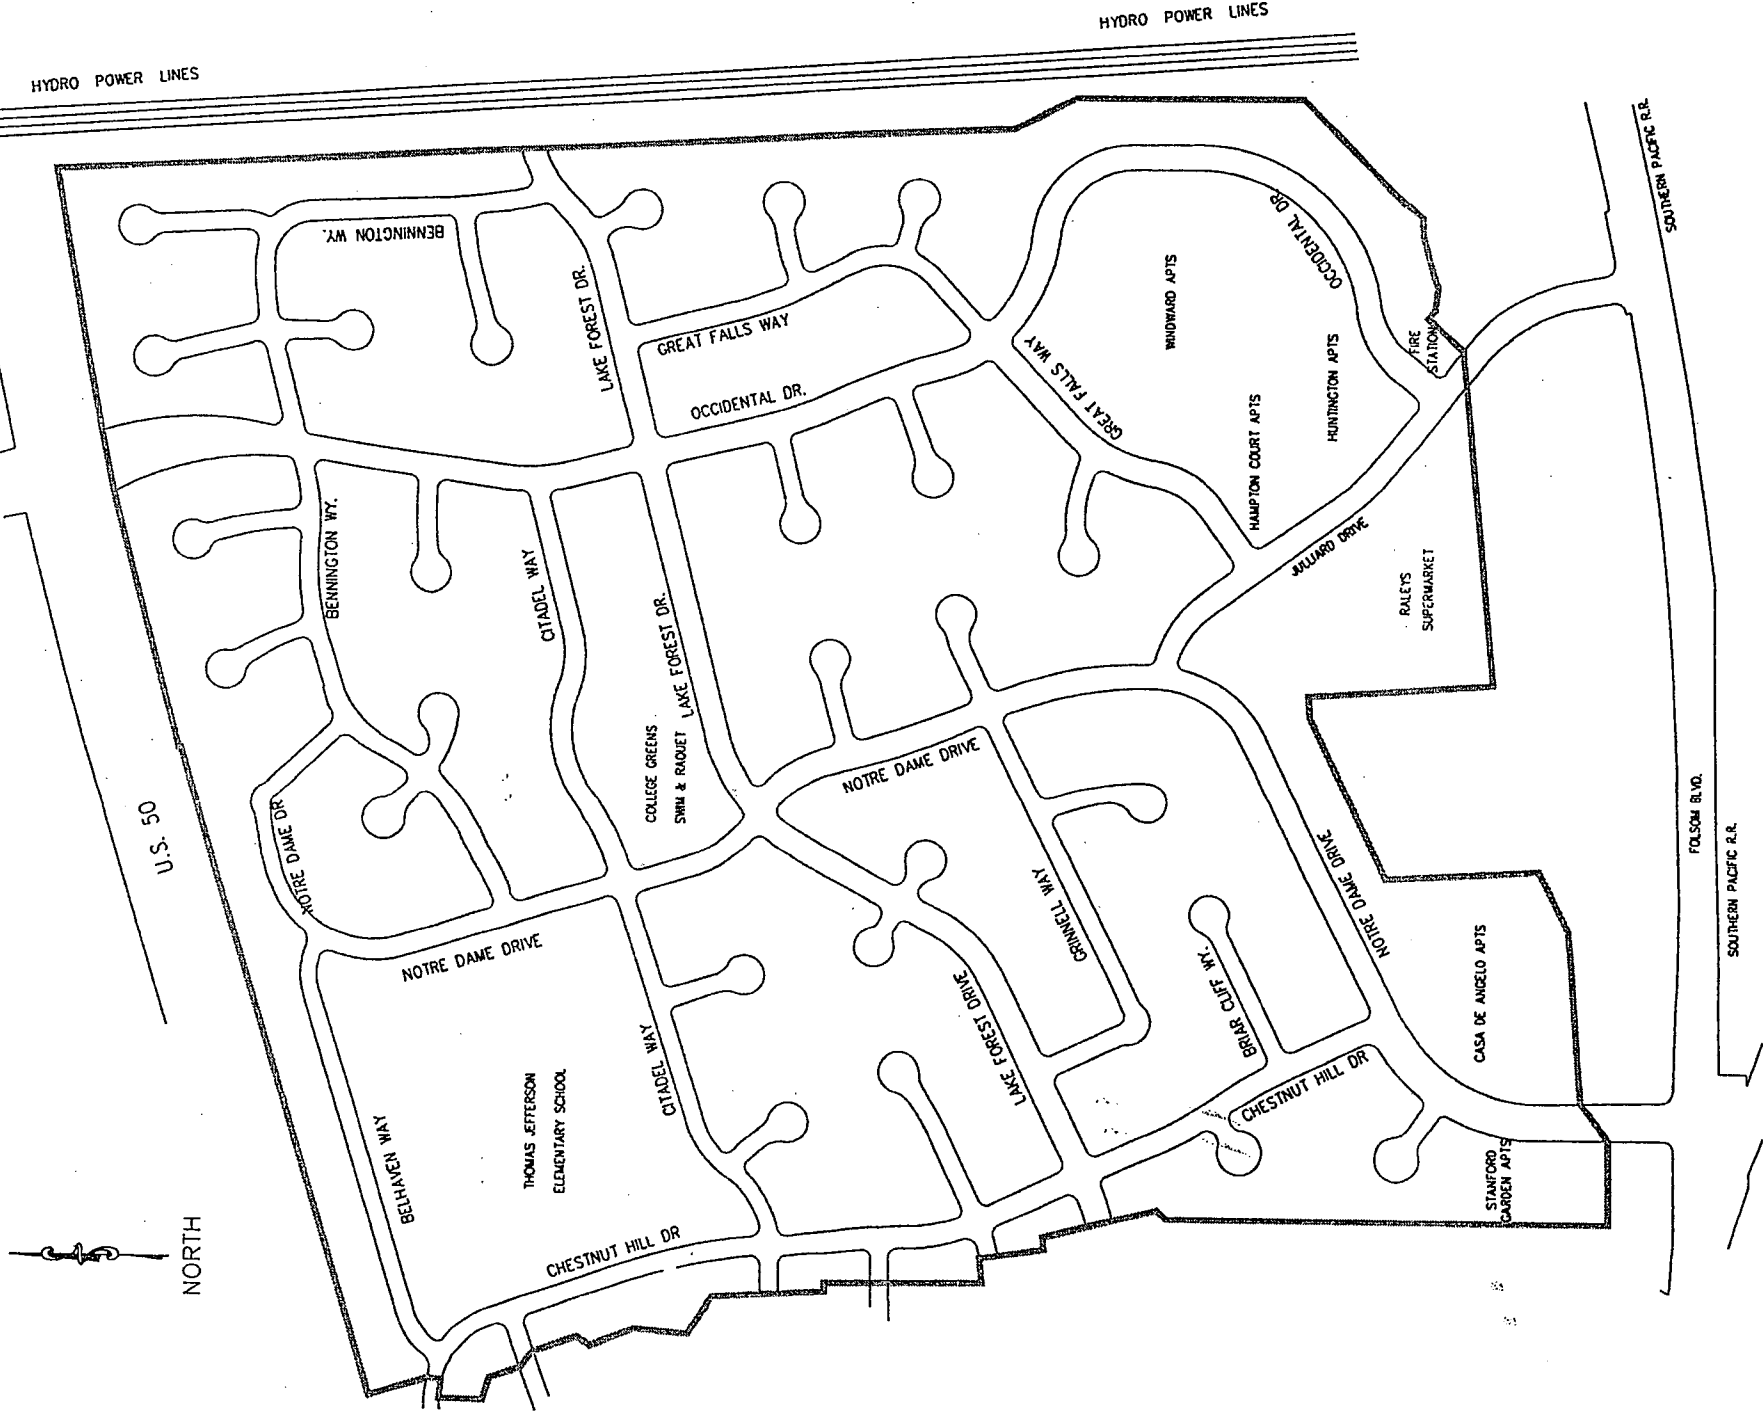 HYDRO POWER LINES
HYDRO POWER LINES
SOUTHERN PACIFIC R.R.
BENNINGTON WY.
OCCIDENTAL DR.
LAKE FOREST DR.
WINDWARD APTS
GREAT FALLS WAY
FIRE
STATION
GREAT FALLS WAY
HUNTINGTON APTS
OCCIDENTAL DR.
HAMPTON COURT APTS
BENNINGTON WY.
CITADEL WAY
JULLIARD DRIVE
RALEYS
SUPERMARKET
LAKE FOREST DR.
COLLEGE GREENS
SWIM & RAQUET
NOTRE DAME DRIVE
U.S. 50
NOTRE DAME DR
FOLSOM BLVD.
SOUTHERN PACIFIC R.R.
NOTRE DAME DRIVE
GRINNELL WAY
NOTRE DAME DRIVE
CASA DE ANGELO APTS
BRIAR CLIFF WY.
LAKE FOREST DRIVE
CITADEL WAY
THOMAS JEFFERSON
ELEMENTARY SCHOOL
CHESTNUT HILL DR
BELHAVEN WAY
STANFORD
GARDEN APTS
CHESTNUT HILL DR
NORTH